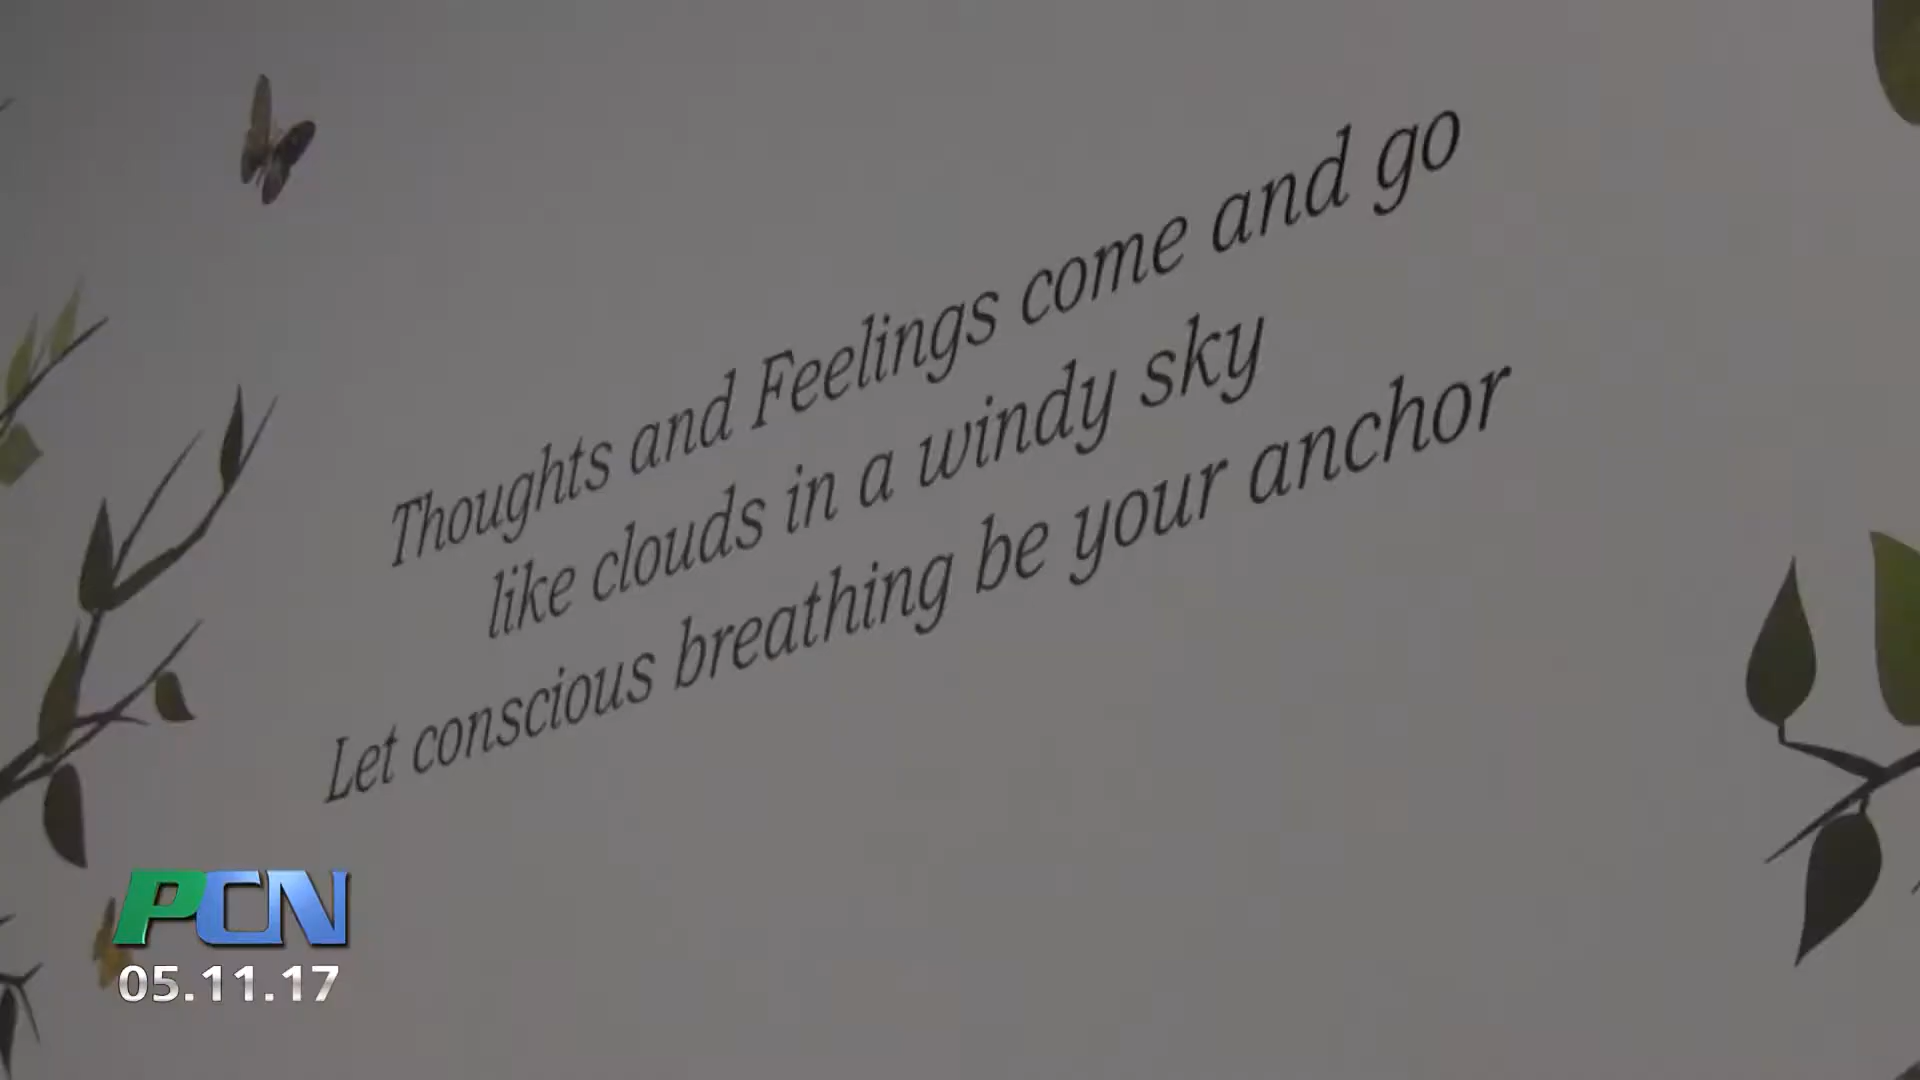 Thoughts and Feelings come and go
like clouds in a windy sky
Let conscious breathing be your anchor
PCN
05.11.17